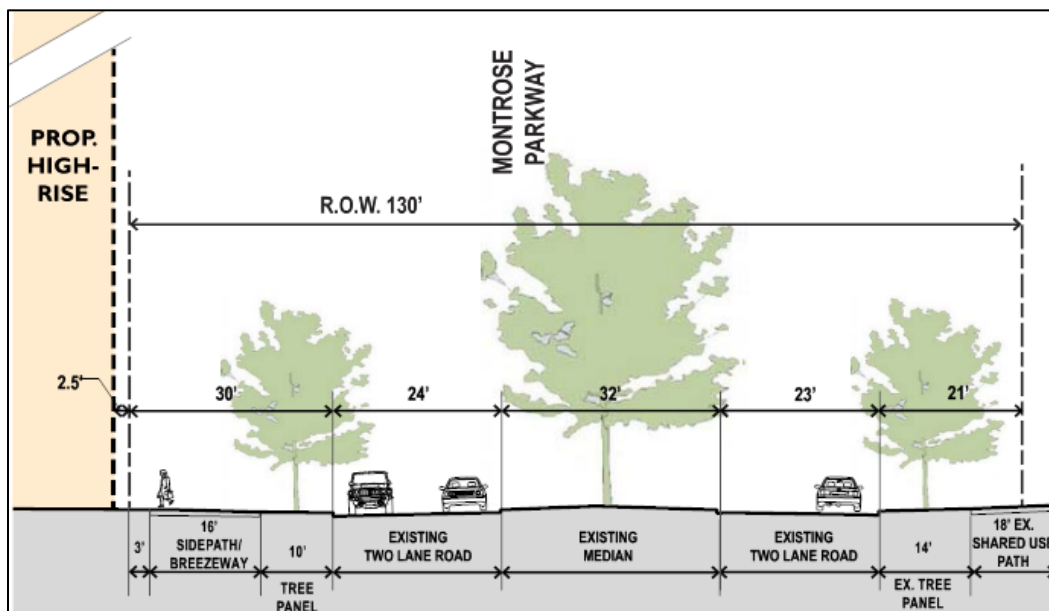 PROP.
HIGH-
RISE
MONTROSE
PARKWAY
R.O.W. 130'
2.5'
30'
24'
32'
23'
21'
3'
16'
SIDEPATH/
BREEZEWAY
10'
TREE
PANEL
EXISTING
TWO LANE ROAD
EXISTING
MEDIAN
EXISTING
TWO LANE ROAD
14'
EX. TREE
PANEL
18' EX.
SHARED USE
PATH